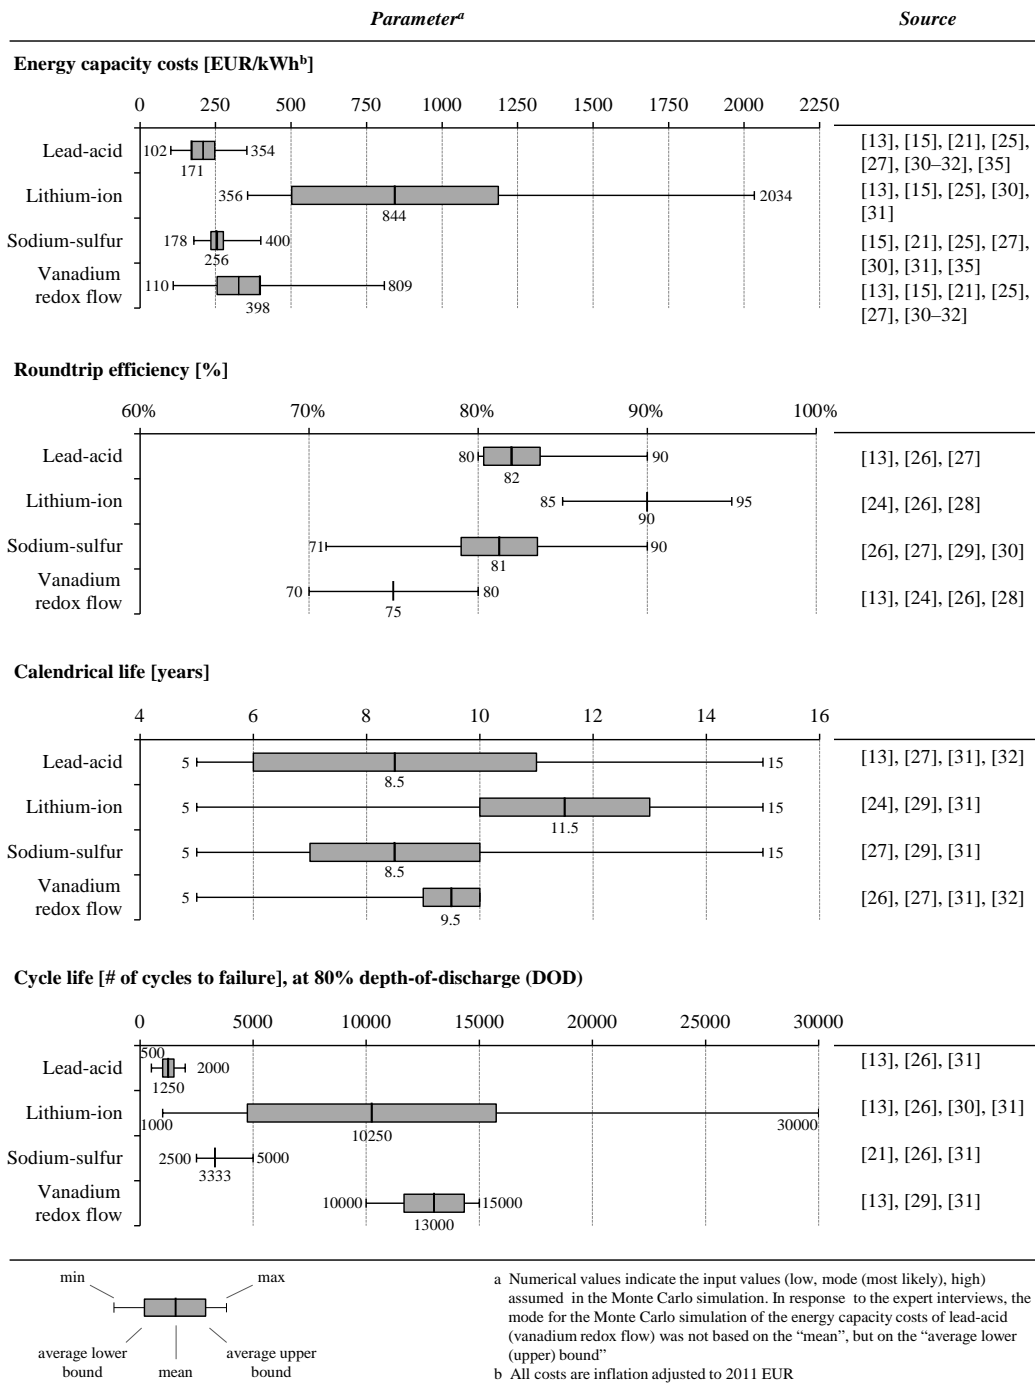 Parameterᵃ Source
Energy capacity costs [EUR/kWhᵇ]
0 250 500 750 1000 1250 1500 1750 2000 2250
Lead-acid 102 354 [13], [15], [21], [25],
171 [27], [30–32], [35]
Lithium-ion 356 2034 [13], [15], [25], [30],
844 [31]
Sodium-sulfur 178 400 [15], [21], [25], [27],
256 [30], [31], [35]
Vanadium
redox flow 110 809 [13], [15], [21], [25],
398 [27], [30–32]
Roundtrip efficiency [%]
60% 70% 80% 90% 100%
Lead-acid 80 90 [13], [26], [27]
82
Lithium-ion 85 95 [24], [26], [28]
90
Sodium-sulfur 71 90 [26], [27], [29], [30]
81
Vanadium
redox flow 70 80 [13], [24], [26], [28]
75
Calendrical life [years]
4 6 8 10 12 14 16
Lead-acid 5 15 [13], [27], [31], [32]
8.5
Lithium-ion 5 15 [24], [29], [31]
11.5
Sodium-sulfur 5 15 [27], [29], [31]
8.5
Vanadium
redox flow 5 [26], [27], [31], [32]
9.5
Cycle life [# of cycles to failure], at 80% depth-of-discharge (DOD)
0 5000 10000 15000 20000 25000 30000
500
Lead-acid 2000 [13], [26], [31]
1250
Lithium-ion [13], [26], [30], [31]
1000 10250 30000
Sodium-sulfur 2500 5000 [21], [26], [31]
3333
Vanadium
redox flow 10000 15000 [13], [29], [31]
13000
min max
average lower
bound
mean
average upper
bound
a Numerical values indicate the input values (low, mode (most likely), high)
assumed in the Monte Carlo simulation. In response to the expert interviews, the
mode for the Monte Carlo simulation of the energy capacity costs of lead-acid
(vanadium redox flow) was not based on the “mean”, but on the “average lower
(upper) bound”
b All costs are inflation adjusted to 2011 EUR